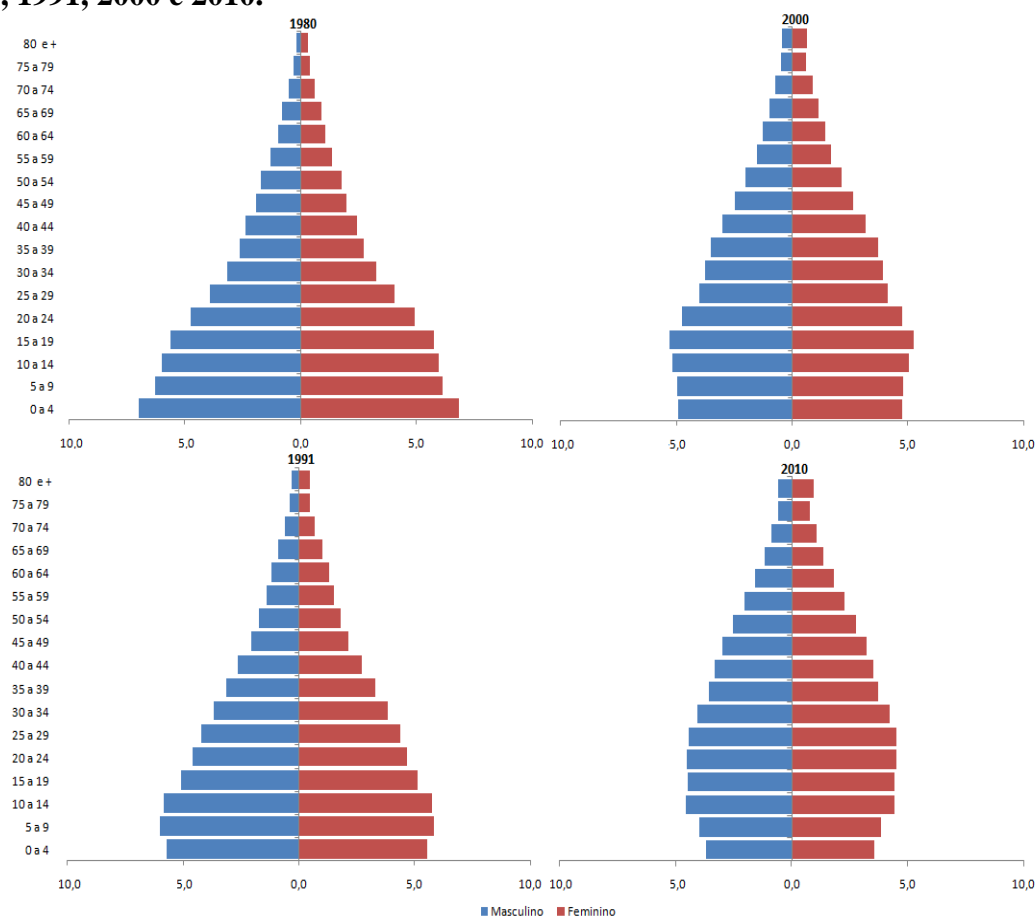 , 1991, 2000 e 2010.
1980
80 e +
75 a 79
70 a 74
65 a 69
60 a 64
55 a 59
50 a 54
45 a 49
40 a 44
35 a 39
30 a 34
25 a 29
20 a 24
15 a 19
10 a 14
5 a 9
0 a 4
10,0 5,0 0,0 5,0 10,0
2000
10,0 5,0 0,0 5,0 10,0
1991
80 e +
75 a 79
70 a 74
65 a 69
60 a 64
55 a 59
50 a 54
45 a 49
40 a 44
35 a 39
30 a 34
25 a 29
20 a 24
15 a 19
10 a 14
5 a 9
0 a 4
10,0 5,0 0,0 5,0 10,0
2010
10,0 5,0 0,0 5,0 10,0
Masculino Feminino